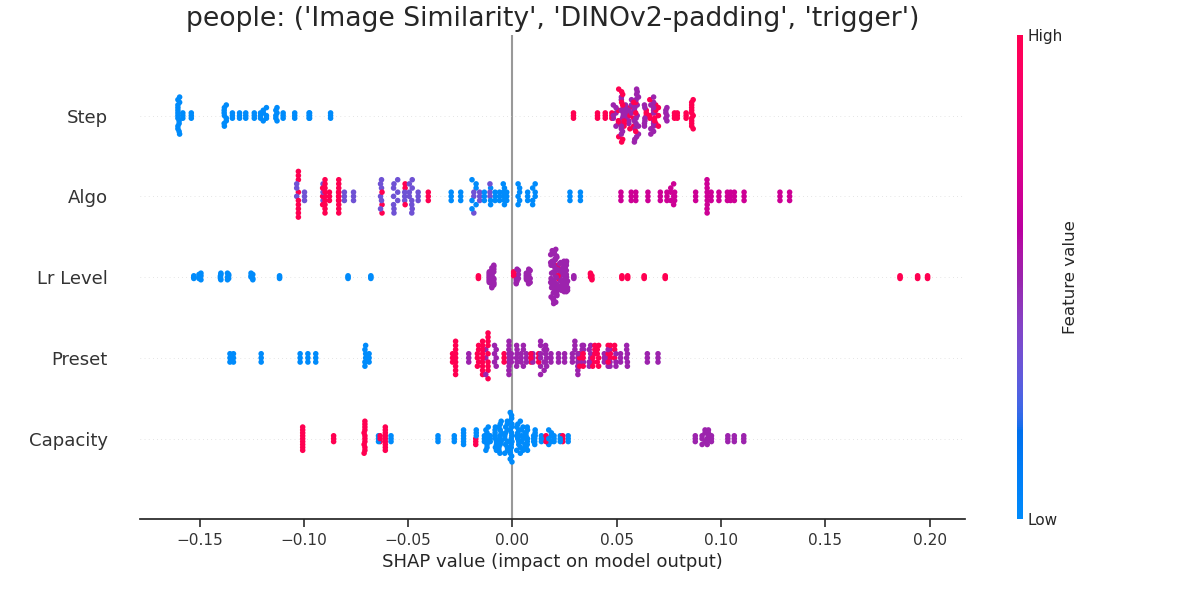 people: ('Image Similarity', 'DINOv2-padding', 'trigger')
High
Step
Algo
Lr Level
Preset
Capacity
Feature value
Low
−0.15 −0.10 −0.05 0.00 0.05 0.10 0.15 0.20
SHAP value (impact on model output)